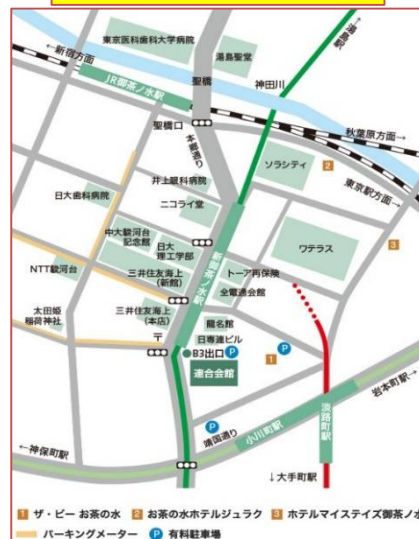 東京医科歯科大学病院
湯島聖堂
→湯島駅
←新宿方面
聖橋
神田川
JR御茶ノ水駅
聖橋口
秋葉原方面→
本郷通り
ソラシティ
2
東京駅方面→
井上眼科病院
日大歯科病院
ニコライ堂
3
中大駿河台
記念館
日大
理工学部
新御茶ノ水駅
ワテラス
NTT駿河台
三井住友海上
(新館)
トーア再保険
全電通会館
太田姫
稲荷神社
三井住友海上
(本店)
龍名館
日専連ビル
〒
B3出口
P
1
P
連合会館
淡路町駅
岩本町駅→
P
靖国通り
小川町駅
←神保町駅
↓大手町駅
1 ザ・ビー お茶の水
2 お茶の水ホテルジュラク
3 ホテルマイステイズ御茶ノ水
パーキングメーター
P 有料駐車場